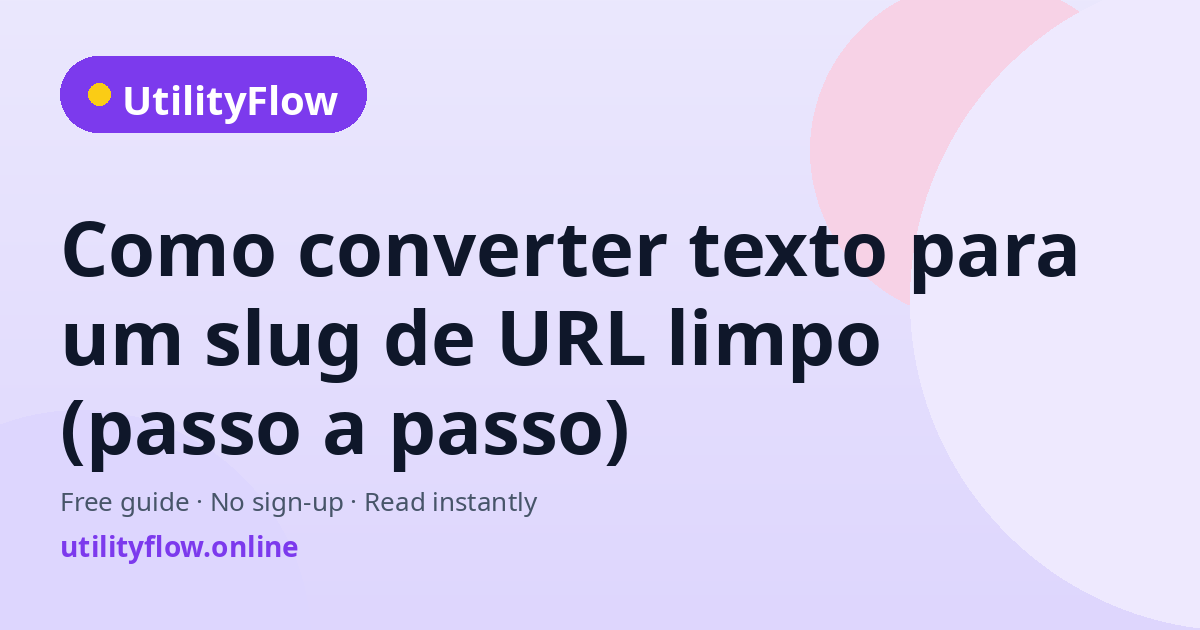 UtilityFlow
Como converter texto para
um slug de URL limpo
(passo a passo)
Free guide · No sign-up · Read instantly
utilityflow.online